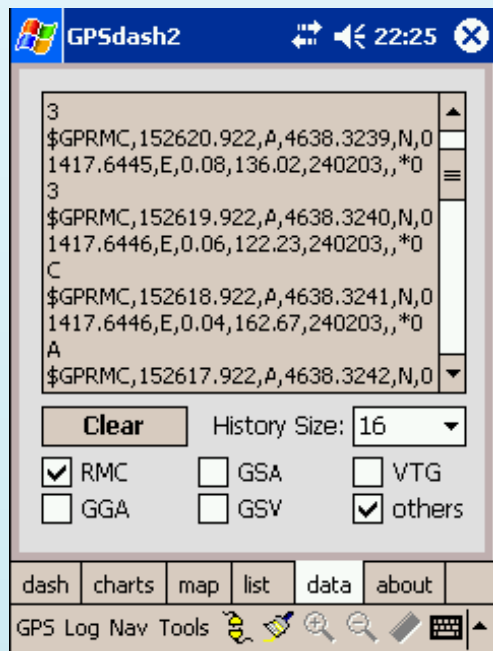 GPSdash2 22:25
3
$GPRMC,152620.922,A,4638.3239,N,0
1417.6445,E,0.08,136.02,240203,,*0
3
$GPRMC,152619.922,A,4638.3240,N,0
1417.6446,E,0.06,122.23,240203,,*0
C
$GPRMC,152618.922,A,4638.3241,N,0
1417.6446,E,0.04,162.67,240203,,*0
A
$GPRMC,152617.922,A,4638.3242,N,0
Clear History Size: 16
RMC GSA VTG
GGA GSV others
dash charts map list data about
GPS Log Nav Tools